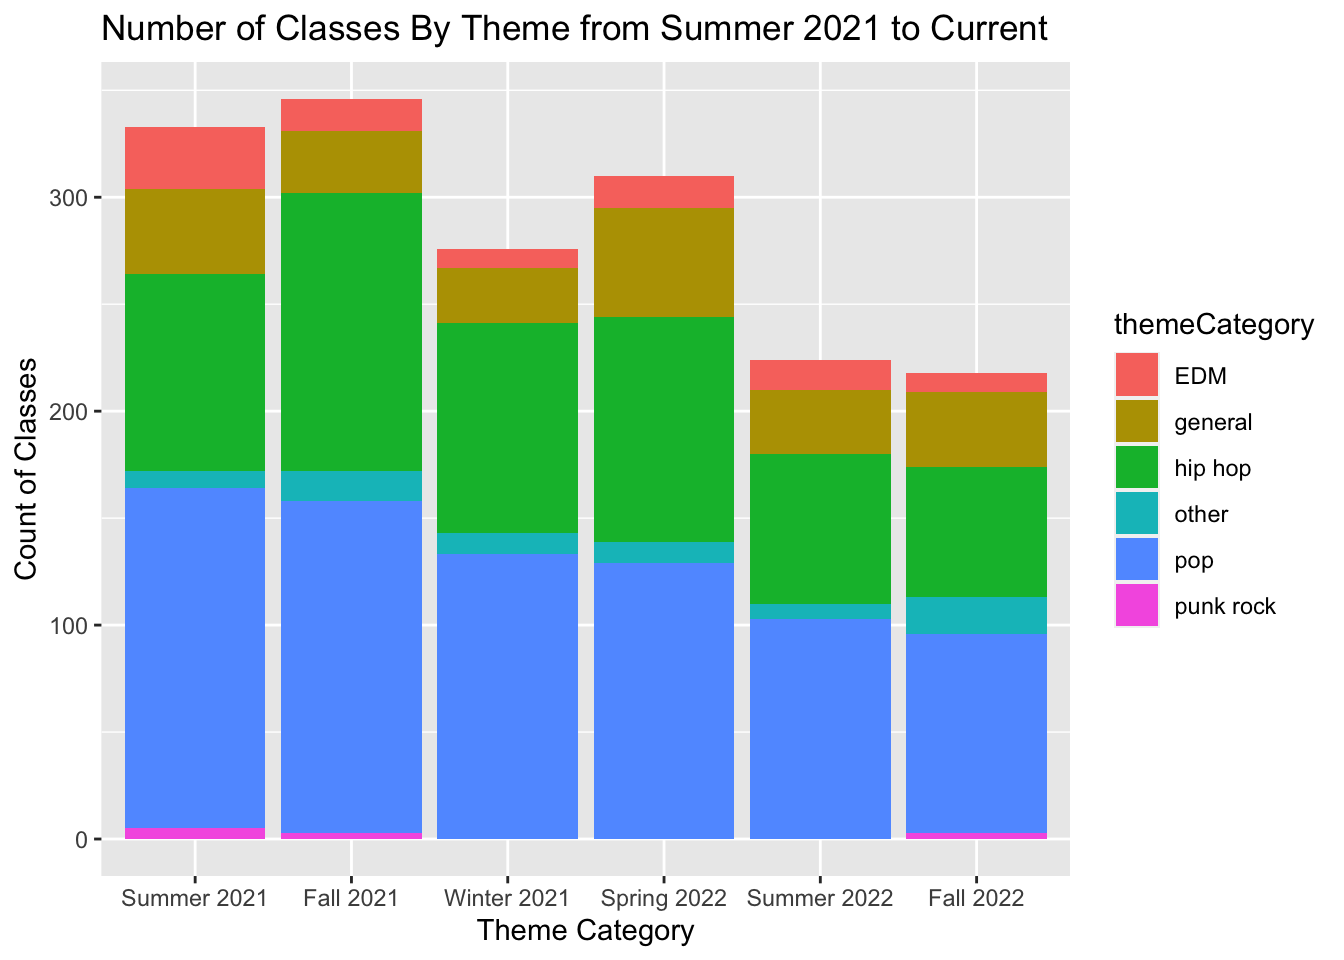 Number of Classes By Theme from Summer 2021 to Current
Count of Classes
300
200
100
0
Summer 2021 Fall 2021 Winter 2021 Spring 2022 Summer 2022 Fall 2022
Theme Category
themeCategory
EDM
general
hip hop
other
pop
punk rock